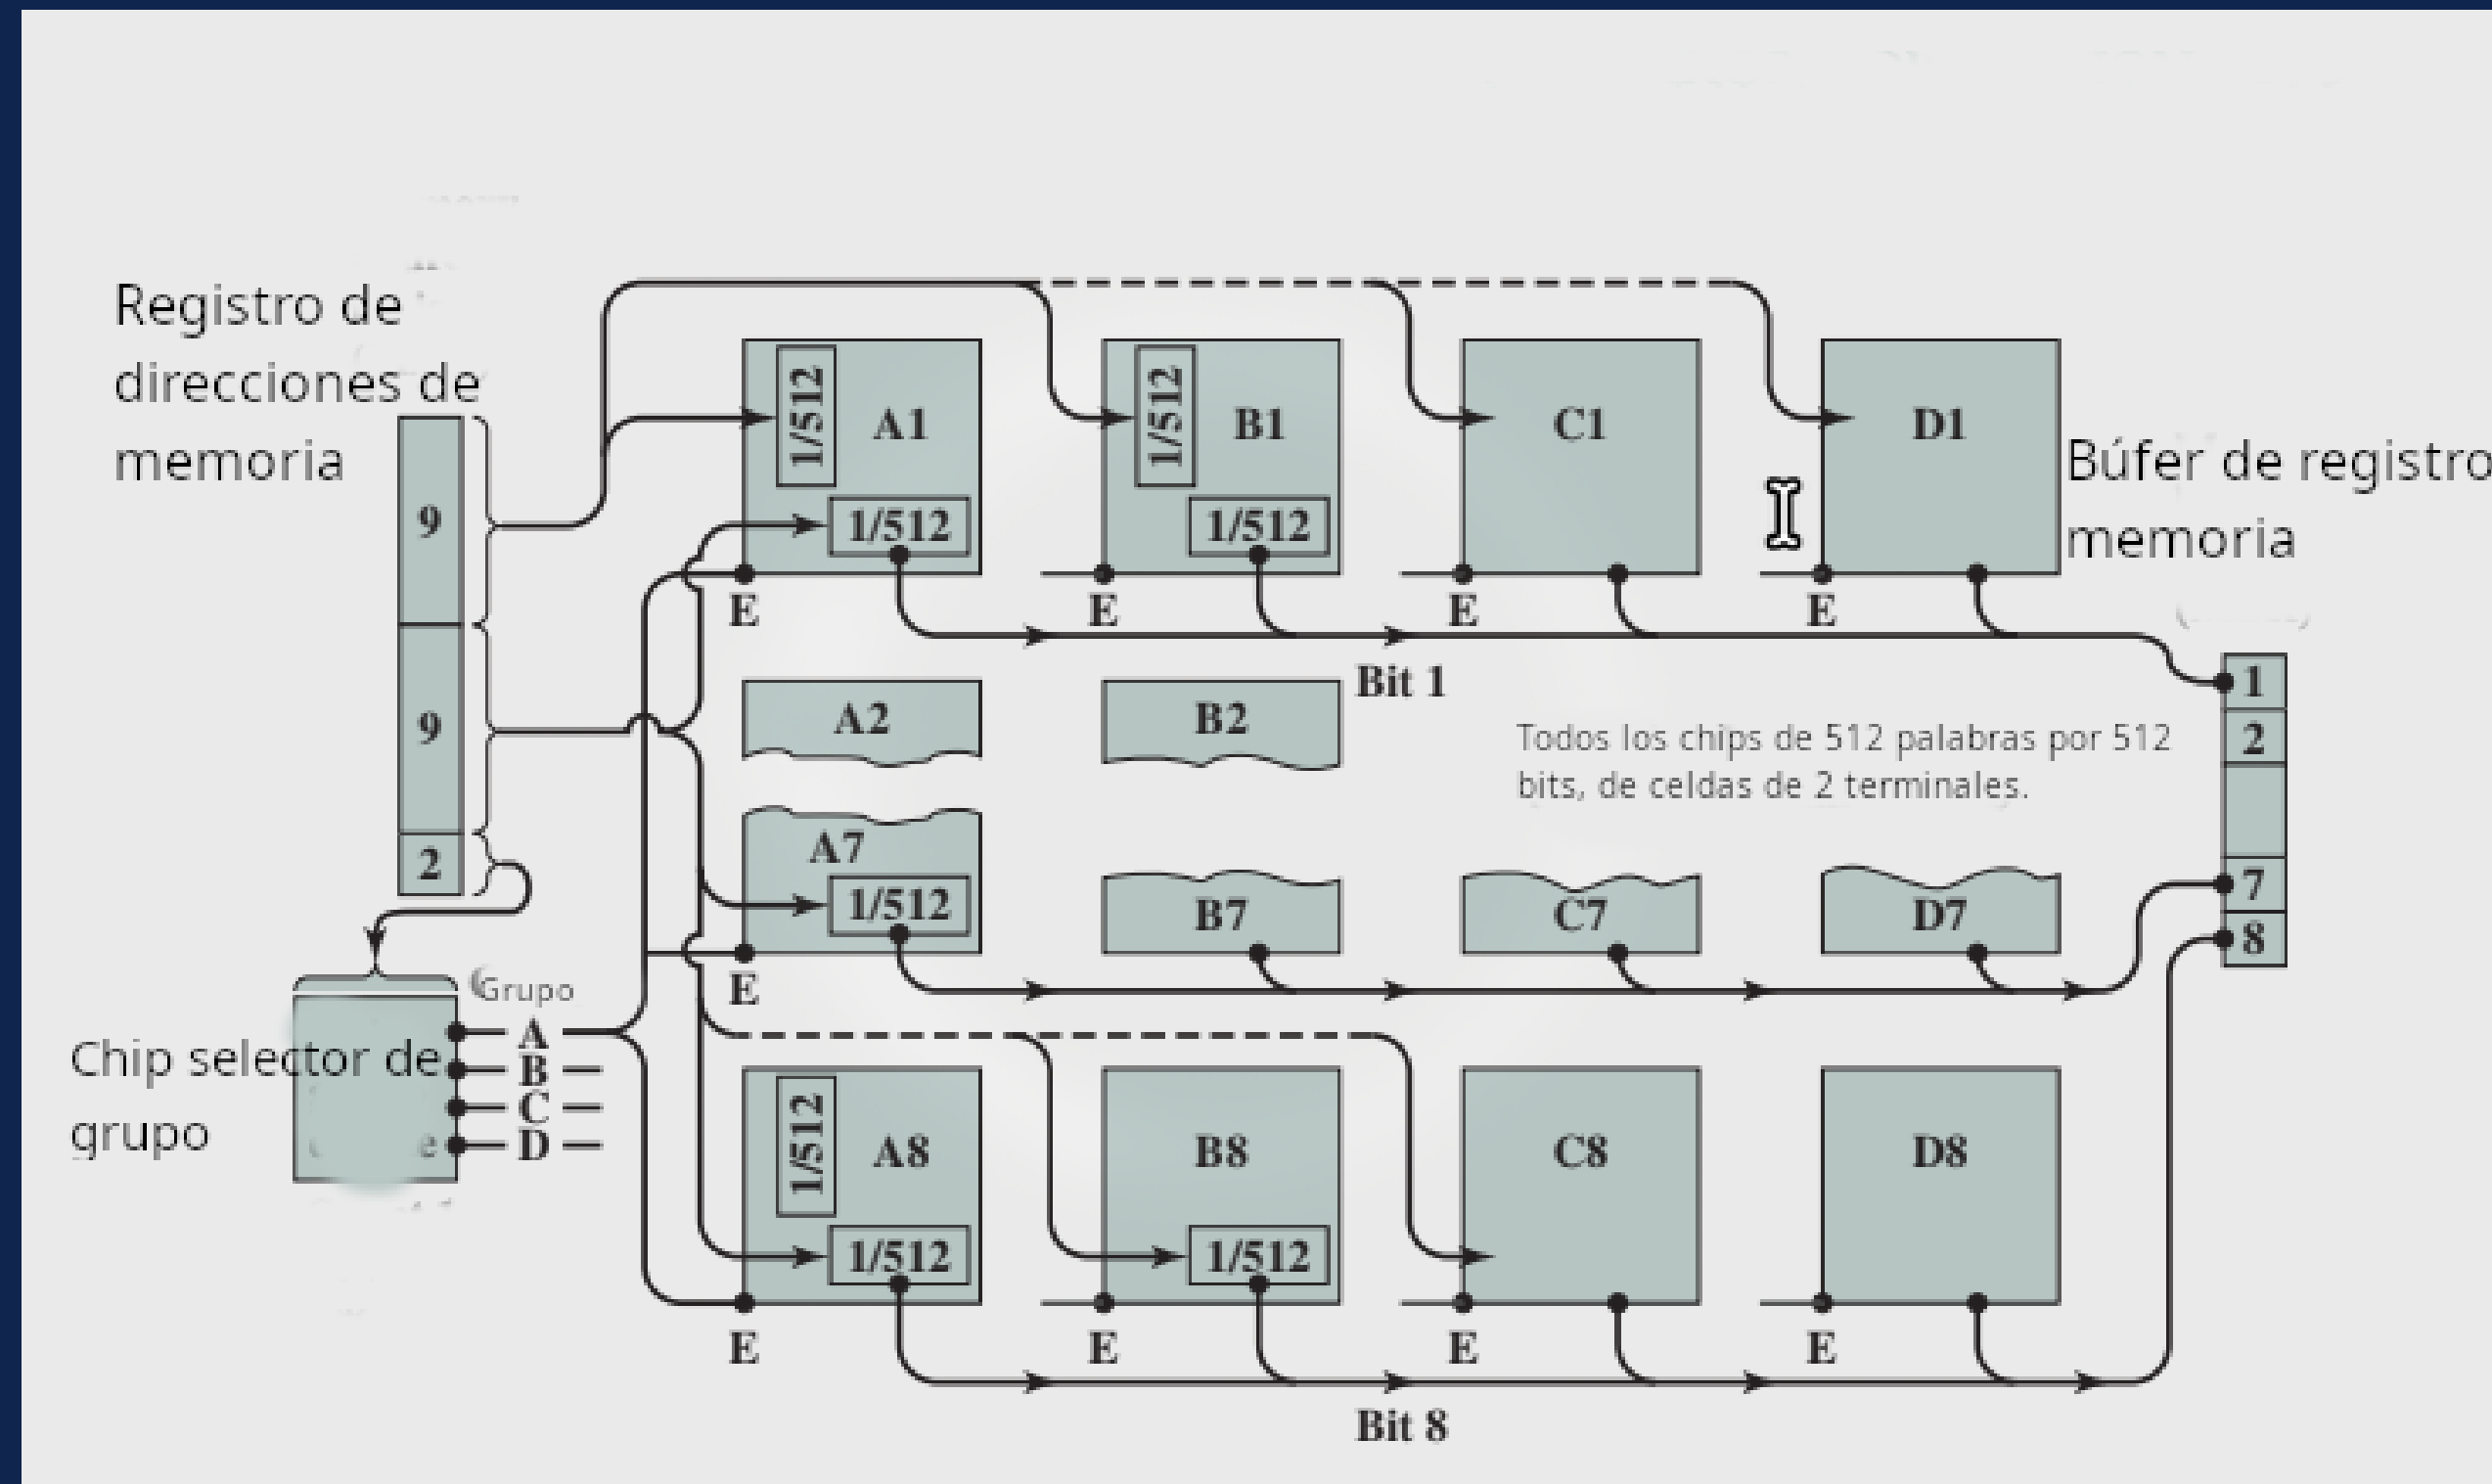 Registro de
direcciones de
memoria
9
9
2
1/512
A1
1/512
E
1/512
B1
1/512
E
C1
E
D1
E
Búfer de registro
memoria
Bit 1
A2
B2
Todos los chips de 512 palabras por 512
bits, de celdas de 2 terminales.
1
2
7
8
A7
1/512
E
B7
C7
D7
Grupo
A
B
C
D
Chip selector de
grupo
1/512
A8
1/512
E
B8
1/512
E
C8
E
D8
E
Bit 8